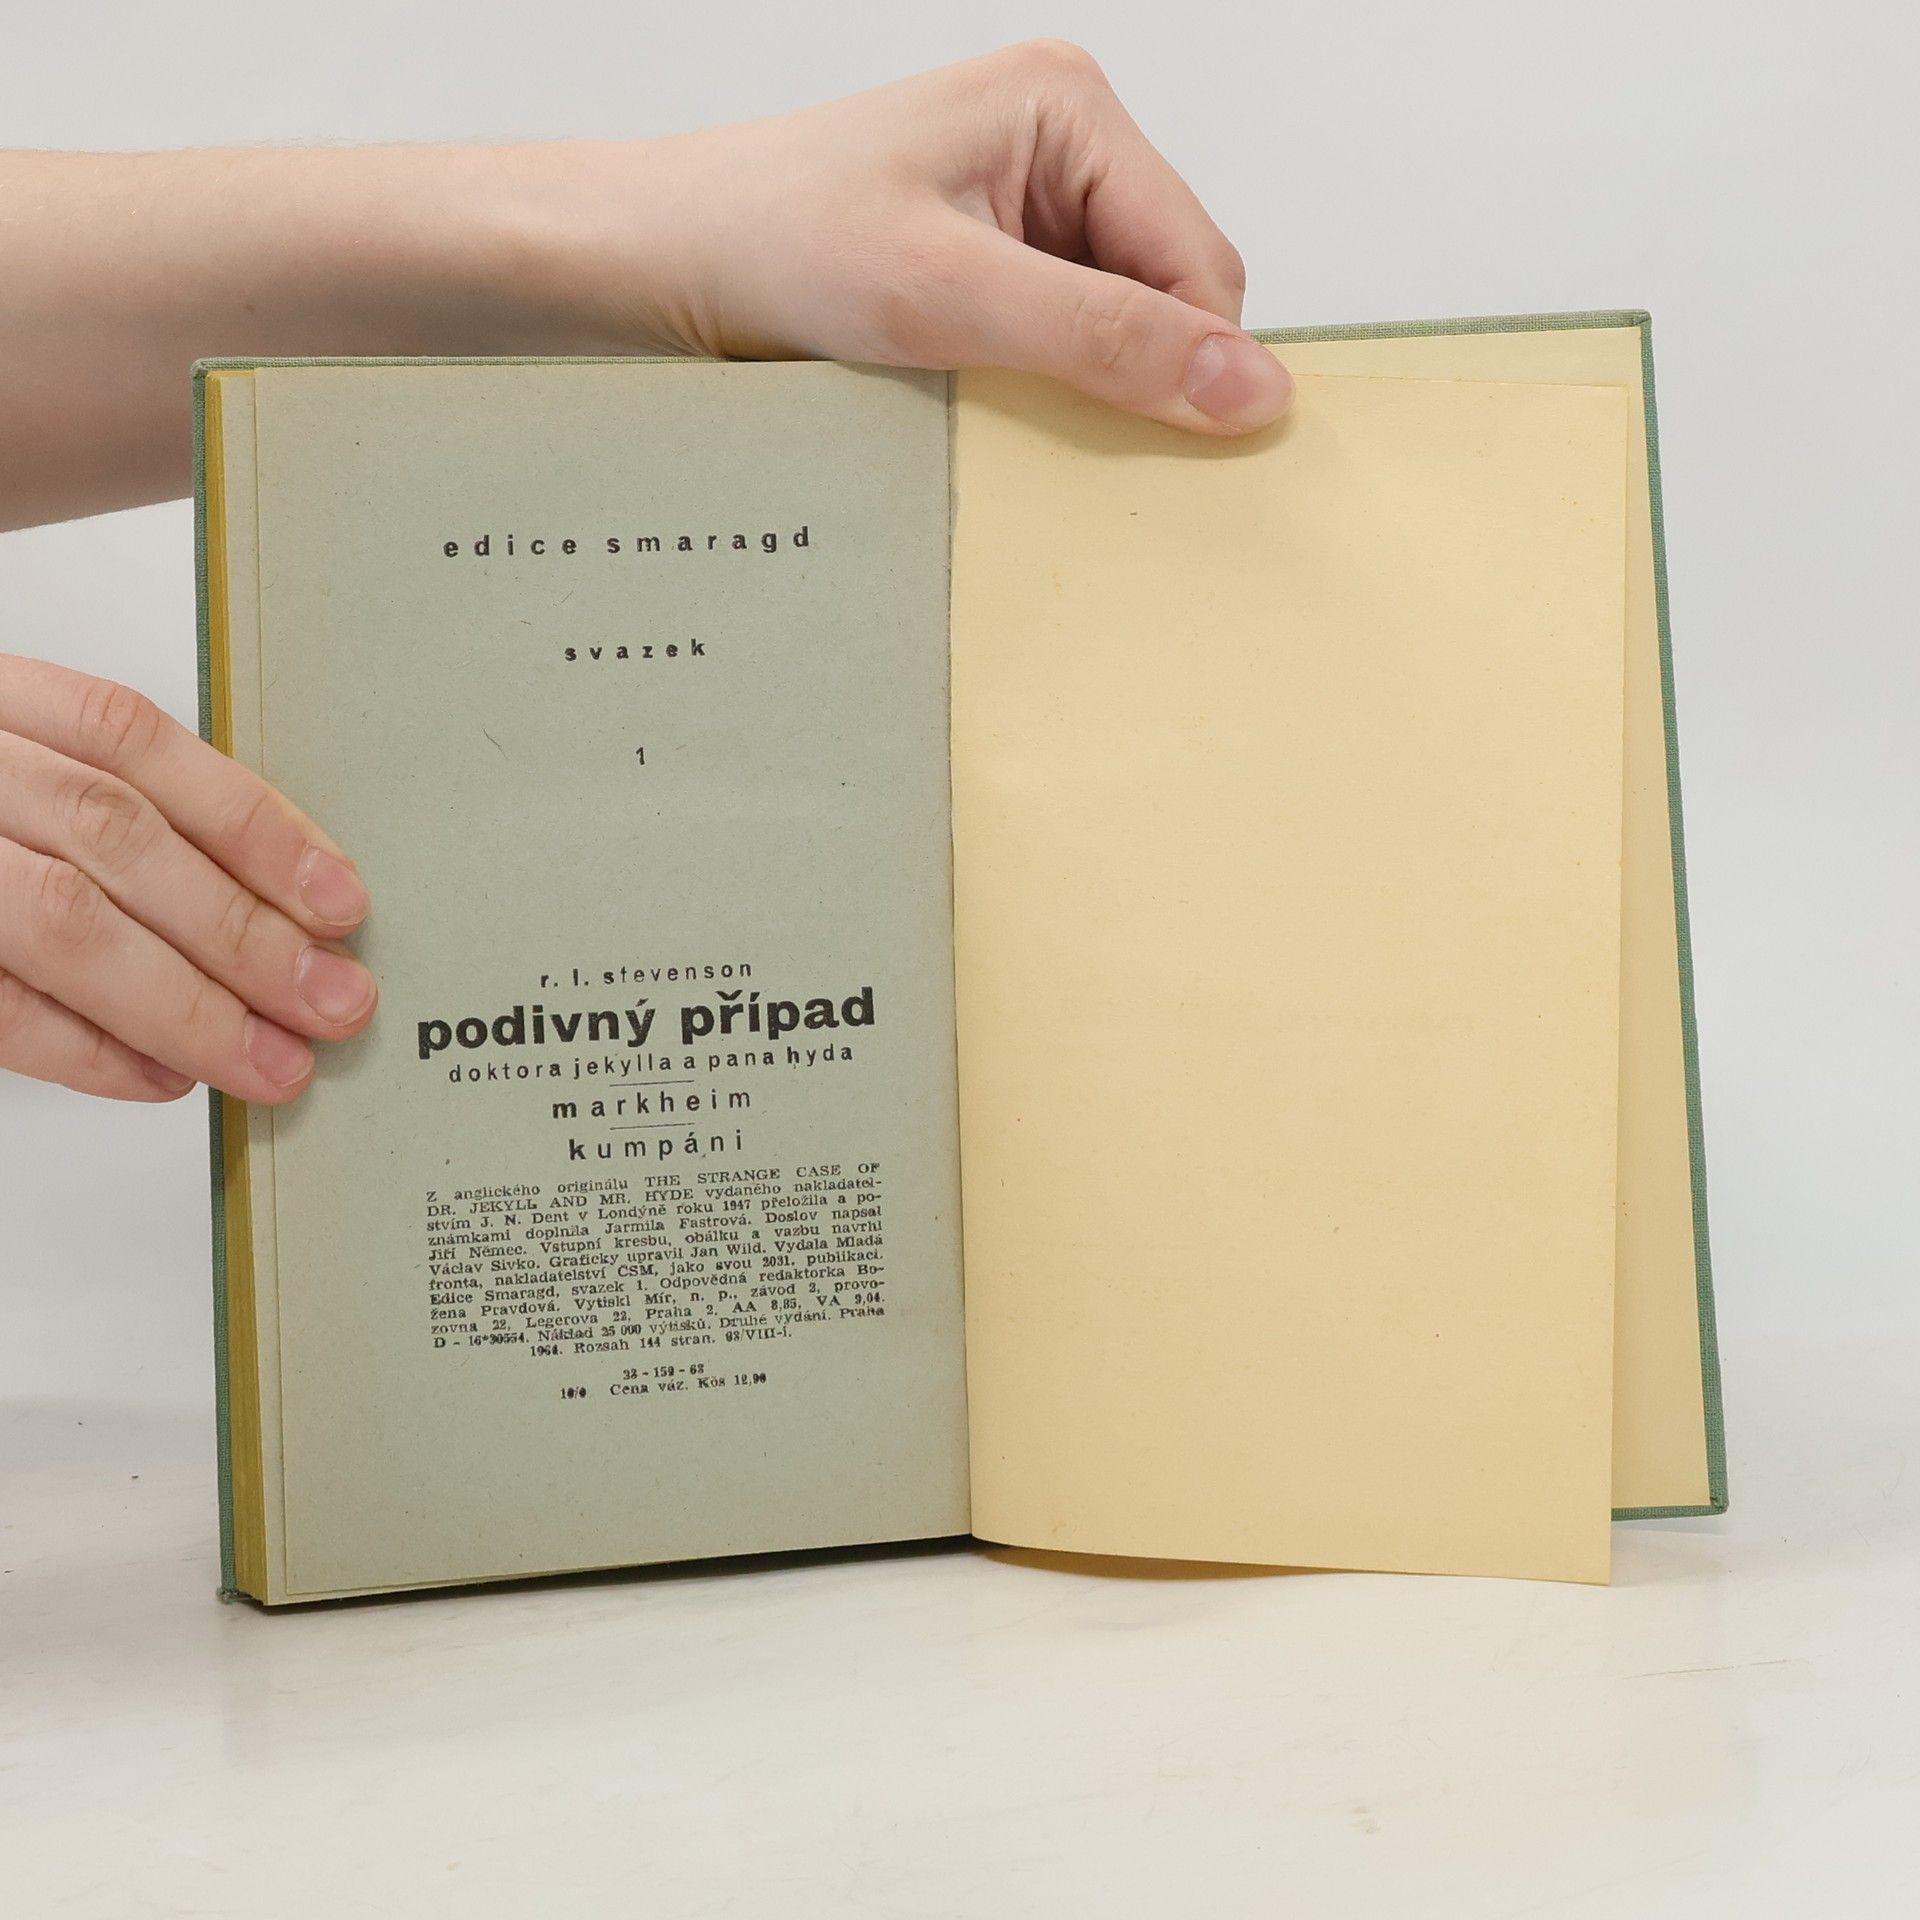 edice smaragd
svazek
1
r. l. stevenson
podivný případ
doktora jekylla a pana hyda
markheim
kumpáni
Z anglického originálu THE STRANGE CASE OF
DR. JEKYLL AND MR. HYDE vydaného nakladatel-
stvím J. N. Dent v Londýně roku 1947 přeložila a po-
známkami doplnila Jarmila Fastrová. Doslov napsal
Jiří Němec. Vstupní kresbu, obálku a vazbu navrhl
Václav Sivko. Graficky upravil Jan Wild. Vydala Mladá
fronta, nakladatelství ČSM, jako svou 2031. publikaci.
Edice Smaragd, svazek 1. Odpovědná redaktorka Bo-
žena Pravdová. Vytiskl Mír, n. p., závod 2, provo-
zovna 22, Legerova 22, Praha 2. AA 8,85, VA 9,04.
D - 16*30554. Náklad 25 000 výtisků. Druhé vydání. Praha
1964. Rozsah 144 stran. 03/VIII-1.
23 - 159 - 63
Cena váz. Kčs 12,90